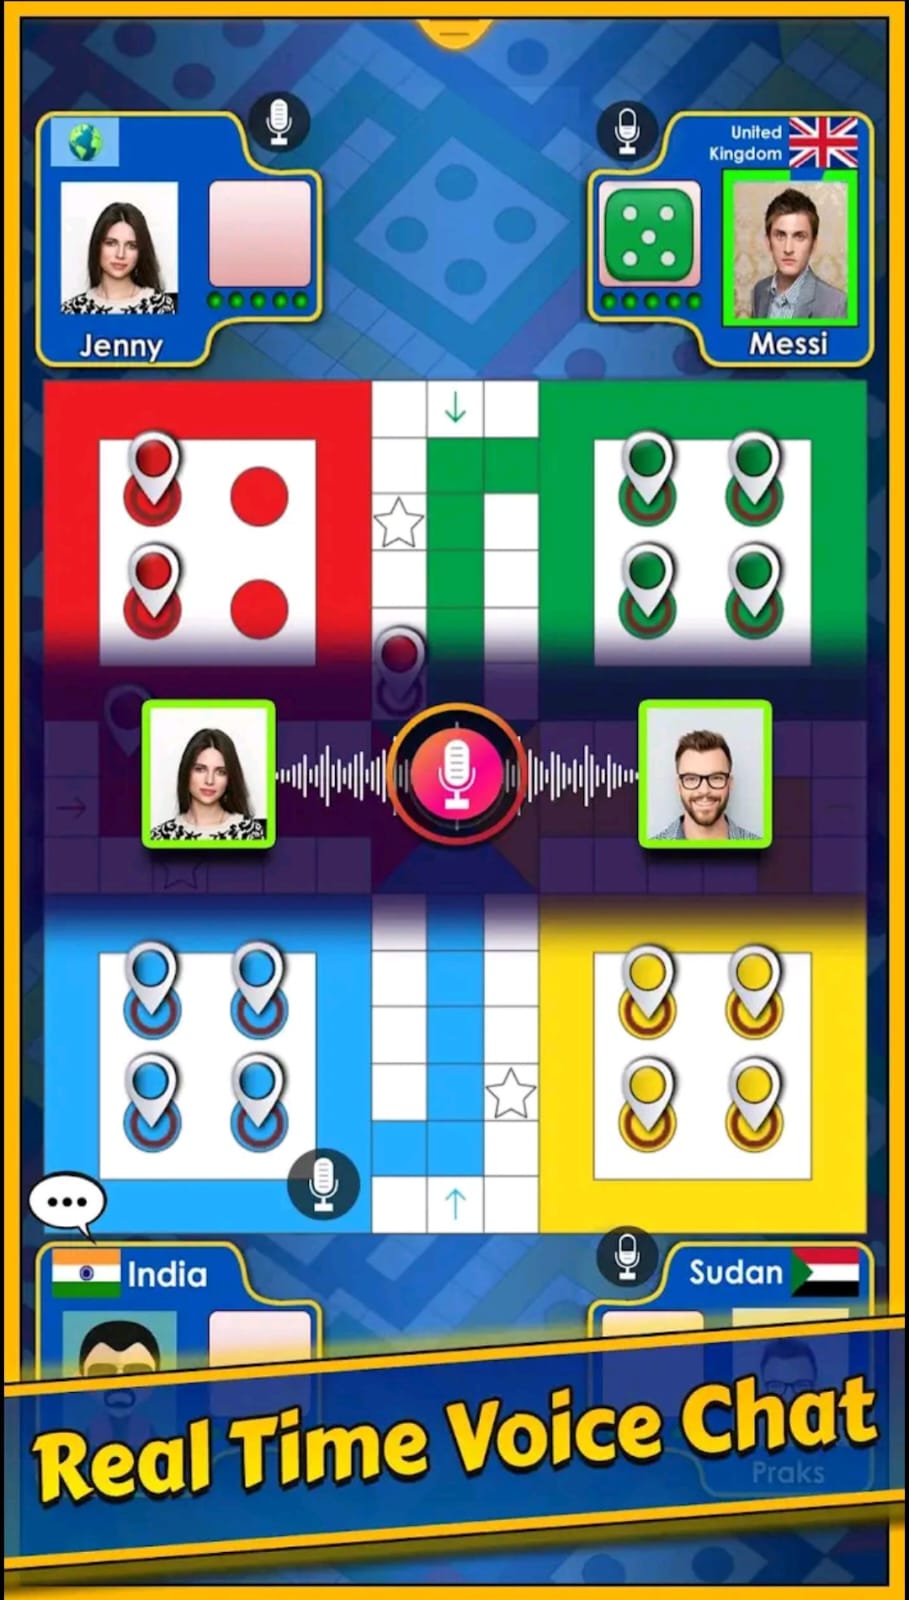 United
Kingdom
Jenny
Messi
India
Sudan
Real Time Voice Chat
Praks